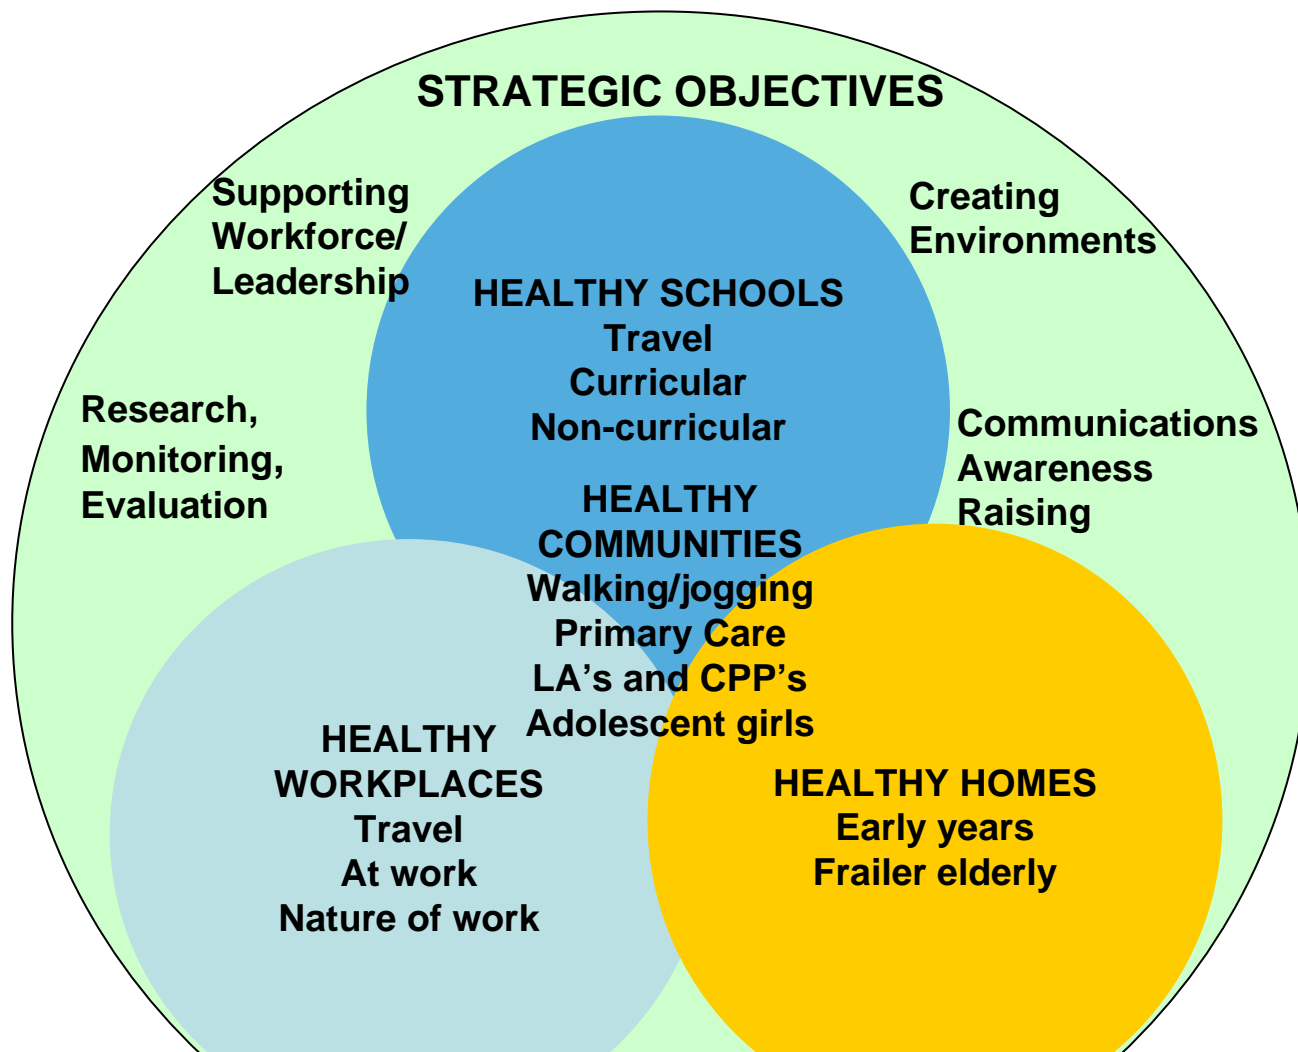 STRATEGIC OBJECTIVES
Supporting
Workforce/
Leadership
Creating
Environments
HEALTHY SCHOOLS
Travel
Curricular
Non-curricular
Research,
Monitoring,
Evaluation
Communications
Awareness
Raising
HEALTHY
COMMUNITIES
Walking/jogging
Primary Care
LA’s and CPP’s
Adolescent girls
HEALTHY
WORKPLACES
Travel
At work
Nature of work
HEALTHY HOMES
Early years
Frailer elderly